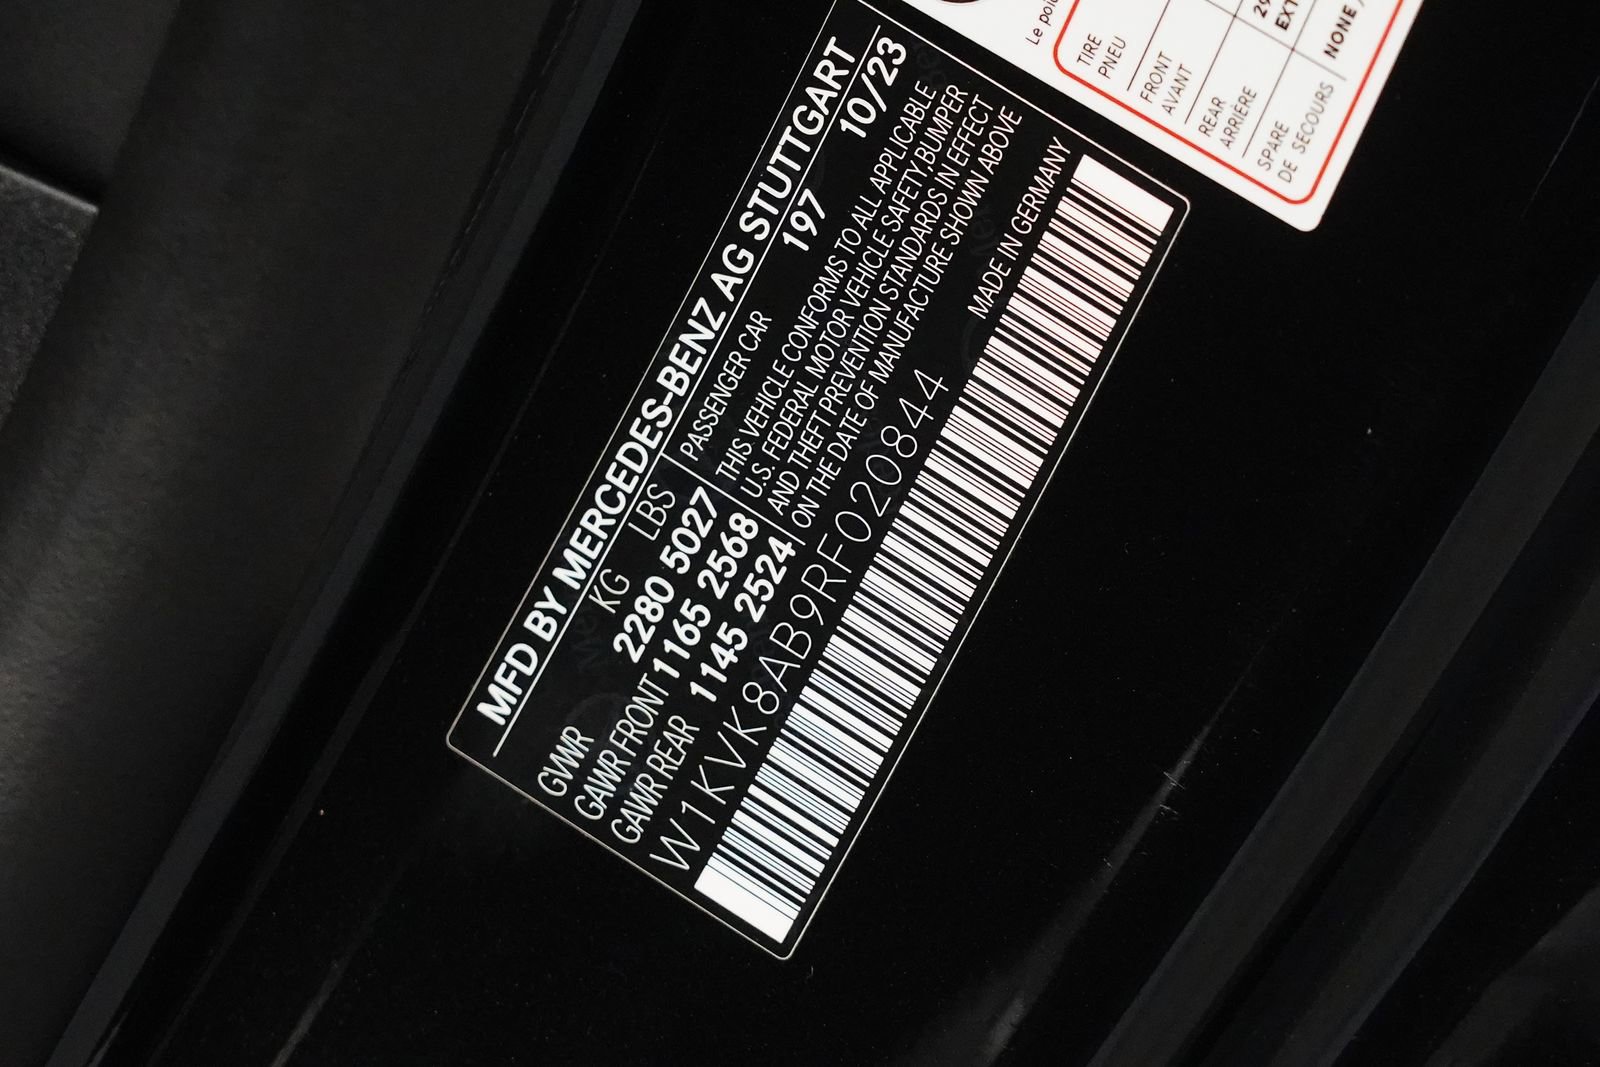 MFD BY MERCEDES-BENZ AG STUTTGART
KG LBS
197 10/23
GVWR 2280 5027
PASSENGER CAR
GAWR FRONT 1165 2568
GAWR REAR 1145 2524
THIS VEHICLE CONFORMS TO ALL APPLICABLE
U.S. FEDERAL MOTOR VEHICLE SAFETY,BUMPER
AND THEFT PREVENTION STANDARDS IN EFFECT
ON THE DATE OF MANUFACTURE SHOWN ABOVE
W1KVK8AB9RF020844
MADE IN GERMANY
Le
TIRE
PNEU
FRONT
AVANT
REAR
ARRIÈRE
29
EXT
SPARE
DE SECOURS
NONE /